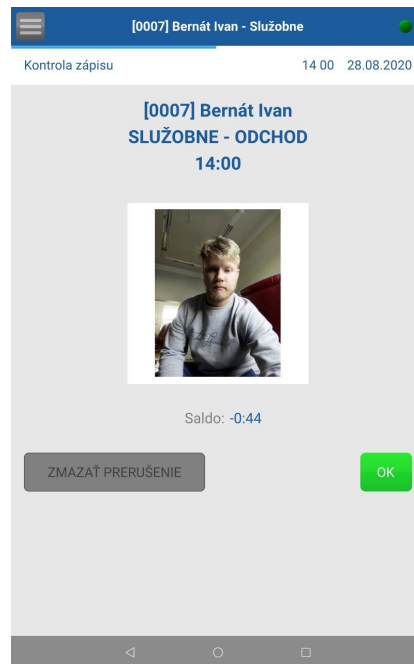 [0007] Bernát Ivan - Služobne
Kontrola zápisu 14 00 28.08.2020
[0007] Bernát Ivan
SLUŽOBNE - ODCHOD
14:00
Saldo: -0:44
ZMAZAŤ PRERUŠENIE OK